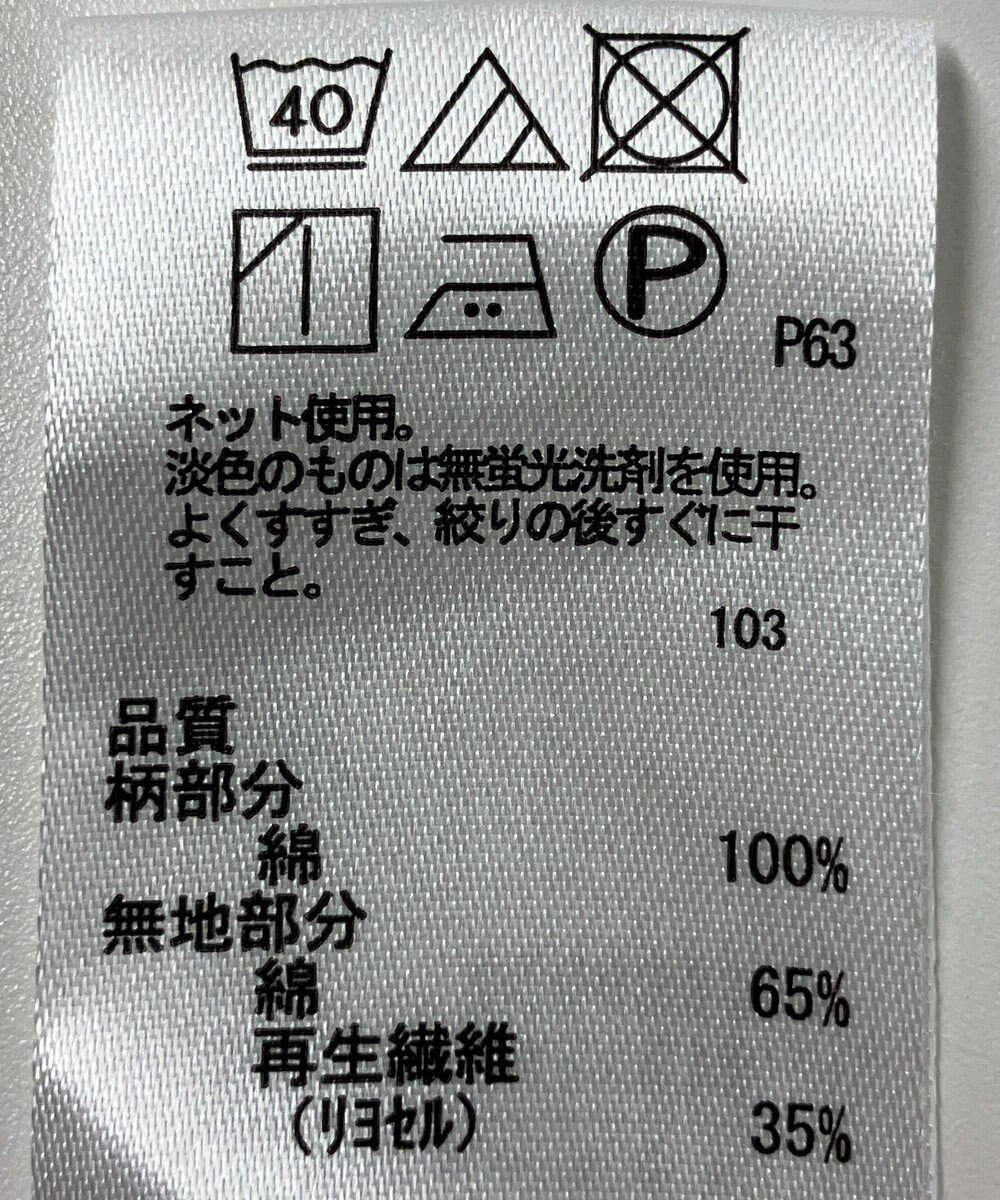 40
P
P63
ネット使用。
淡色のものは無蛍光洗剤を使用。
よくすすぎ、絞りの後すぐに干
すこと。
103
品質
柄部分
綿 100%
無地部分
綿 65%
再生繊維
(リヨセル) 35%